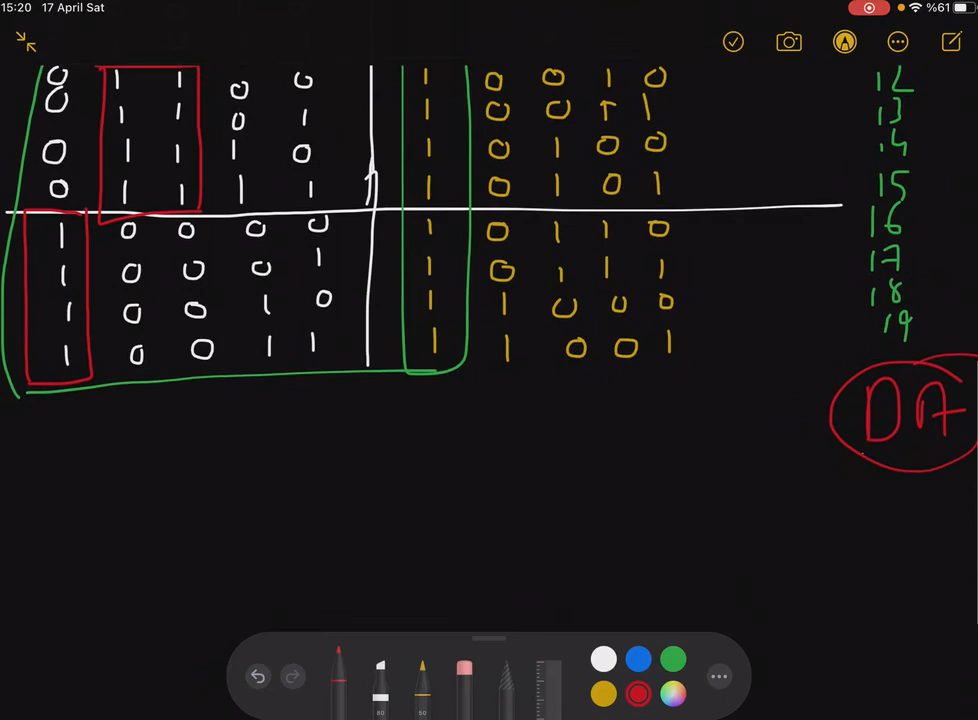 15:20 17 April Sat %61
0 1 1 0 0 1 0 0 1 0 12
0 1 1 0 1 1 0 0 1 1 13
0 1 1 1 0 1 0 1 0 0 14
0 1 1 1 1 1 0 1 0 1 15
1 0 0 0 0 1 0 1 1 0 16
1 0 0 0 1 1 0 1 1 1 17
1 0 0 1 0 1 1 0 0 0 18
1 0 0 1 1 1 1 0 0 1 19
DA
80 50